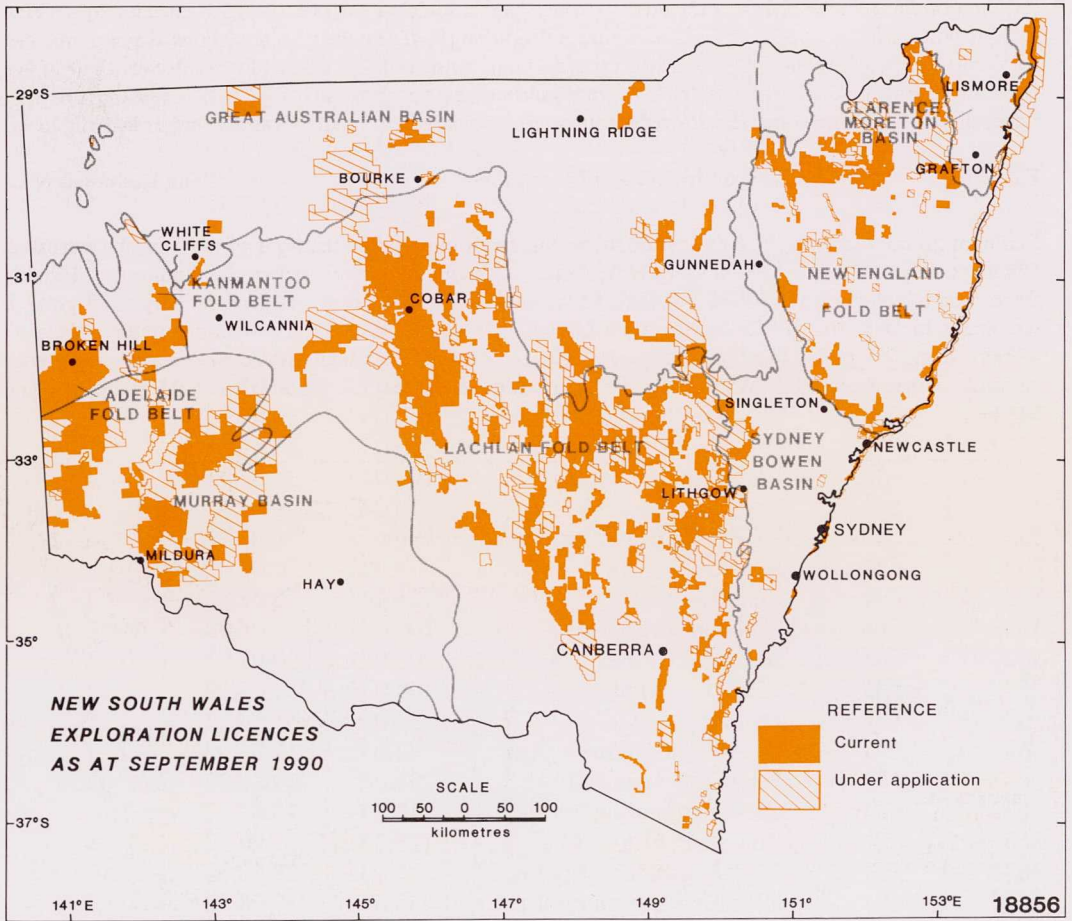 29°S
31°
33°
35°
37°S
141°E
143°
145°
147°
149°
151°
153°E
LISMORE
GREAT AUSTRALIAN BASIN
LIGHTNING RIDGE
CLARENCE
MORETON
BASIN
GRAFTON
BOURKE
WHITE
CLIFFS
KANMANTOO
FOLD BELT
WILCANNIA
COBAR
GUNNEDAH
NEW ENGLAND
FOLD BELT
BROKEN HILL
ADELAIDE
FOLD BELT
SINGLETON
LACHLAN FOLD BELT
SYDNEY
BOWEN
BASIN
NEWCASTLE
MURRAY BASIN
LITHGOW
SYDNEY
MILDURA
HAY
WOLLONGONG
CANBERRA
NEW SOUTH WALES
EXPLORATION LICENCES
AS AT SEPTEMBER 1990
REFERENCE
Current
Under application
SCALE
100 50 0 50 100
kilometres
18856